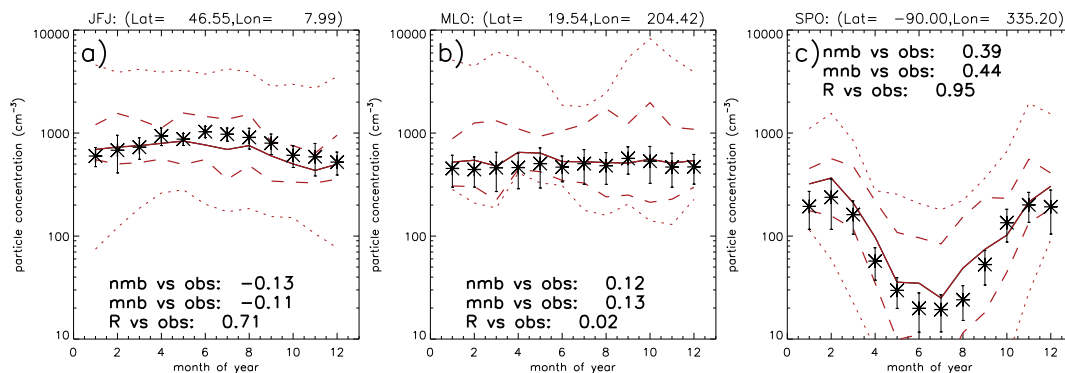 JFJ: (Lat= 46.55,Lon= 7.99)
a)
nmb vs obs: −0.13
mnb vs obs: −0.11
R vs obs: 0.71
particle concentration (cm−3)
10000
1000
100
10
0 2 4 6 8 10 12
month of year
MLO: (Lat= 19.54,Lon= 204.42)
b)
nmb vs obs: 0.12
mnb vs obs: 0.13
R vs obs: 0.02
particle concentration (cm−3)
10000
1000
100
10
0 2 4 6 8 10 12
month of year
SPO: (Lat= −90.00,Lon= 335.20)
c)
nmb vs obs: 0.39
mnb vs obs: 0.44
R vs obs: 0.95
particle concentration (cm−3)
10000
1000
100
10
0 2 4 6 8 10 12
month of year